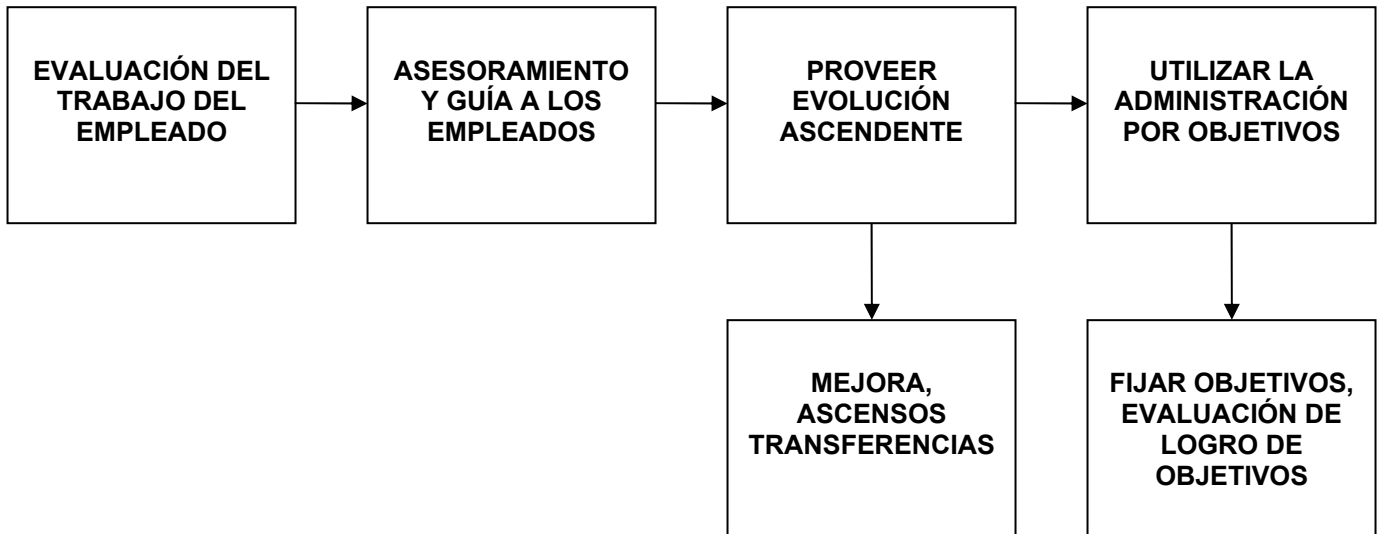 EVALUACIÓN DEL
TRABAJO DEL
EMPLEADO
ASESORAMIENTO
Y GUÍA A LOS
EMPLEADOS
PROVEER
EVOLUCIÓN
ASCENDENTE
UTILIZAR LA
ADMINISTRACIÓN
POR OBJETIVOS
MEJORA,
ASCENSOS
TRANSFERENCIAS
FIJAR OBJETIVOS,
EVALUACIÓN DE
LOGRO DE
OBJETIVOS